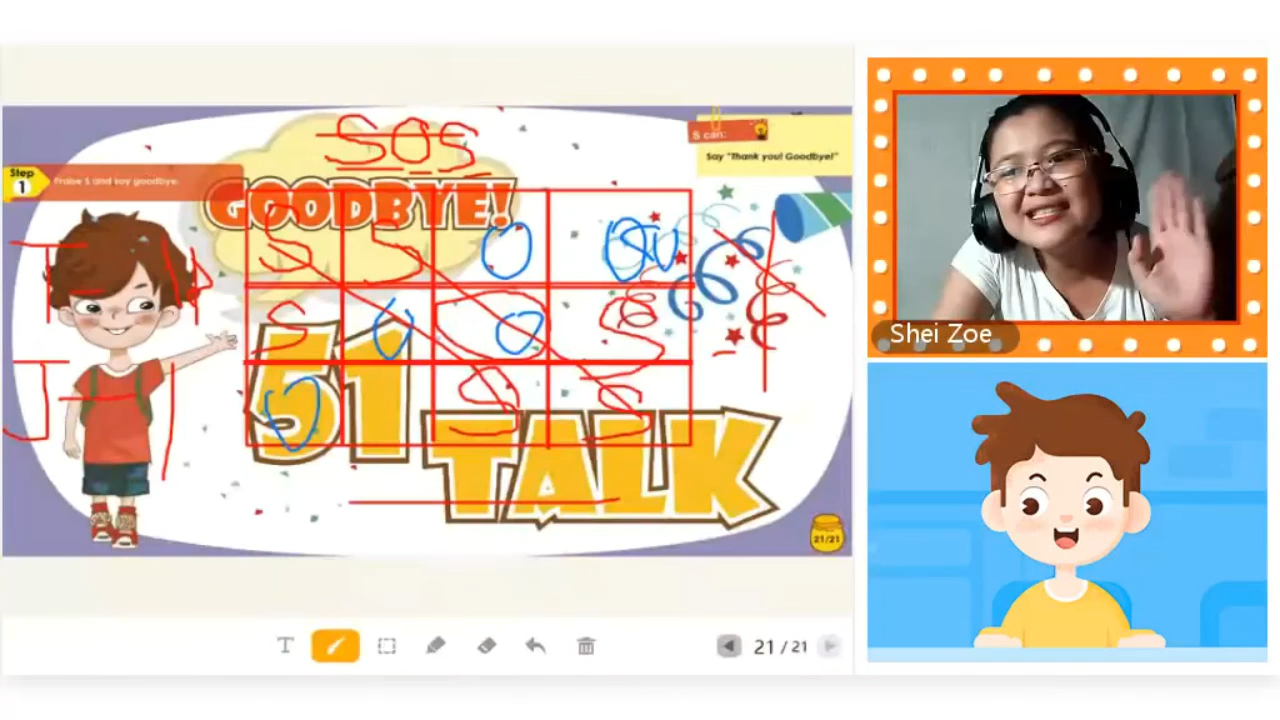 SOS
S can:
Say "Thank you! Goodbye!"
Step
1
Praise S and say goodbye.
GOODBYE!
S S O
S O O S
O S S
51
TALK
21/21
Shei Zoe
T
21 / 21